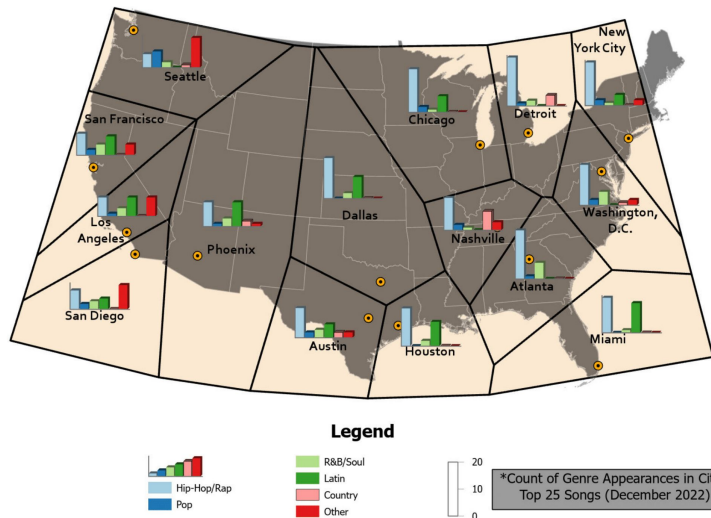 New
York City
Seattle
Chicago
Detroit
San Francisco
Dallas
Washington,
D.C.
Los
Angeles
Phoenix
Nashville
Atlanta
San Diego
Austin
Houston
Miami
Legend
Hip-Hop/Rap
Pop
R&B/Soul
Latin
Country
Other
20
10
0
*Count of Genre Appearances in
Top 25 Songs (December 2022)